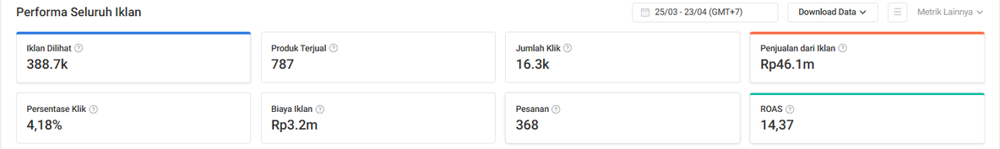 Performa Seluruh Iklan
25/03 - 23/04 (GMT+7)
Download Data
Metrik Lainnya
Iklan Dilihat
388.7k
Produk Terjual
787
Jumlah Klik
16.3k
Penjualan dari Iklan
Rp46.1m
Persentase Klik
4,18%
Biaya Iklan
Rp3.2m
Pesanan
368
ROAS
14,37